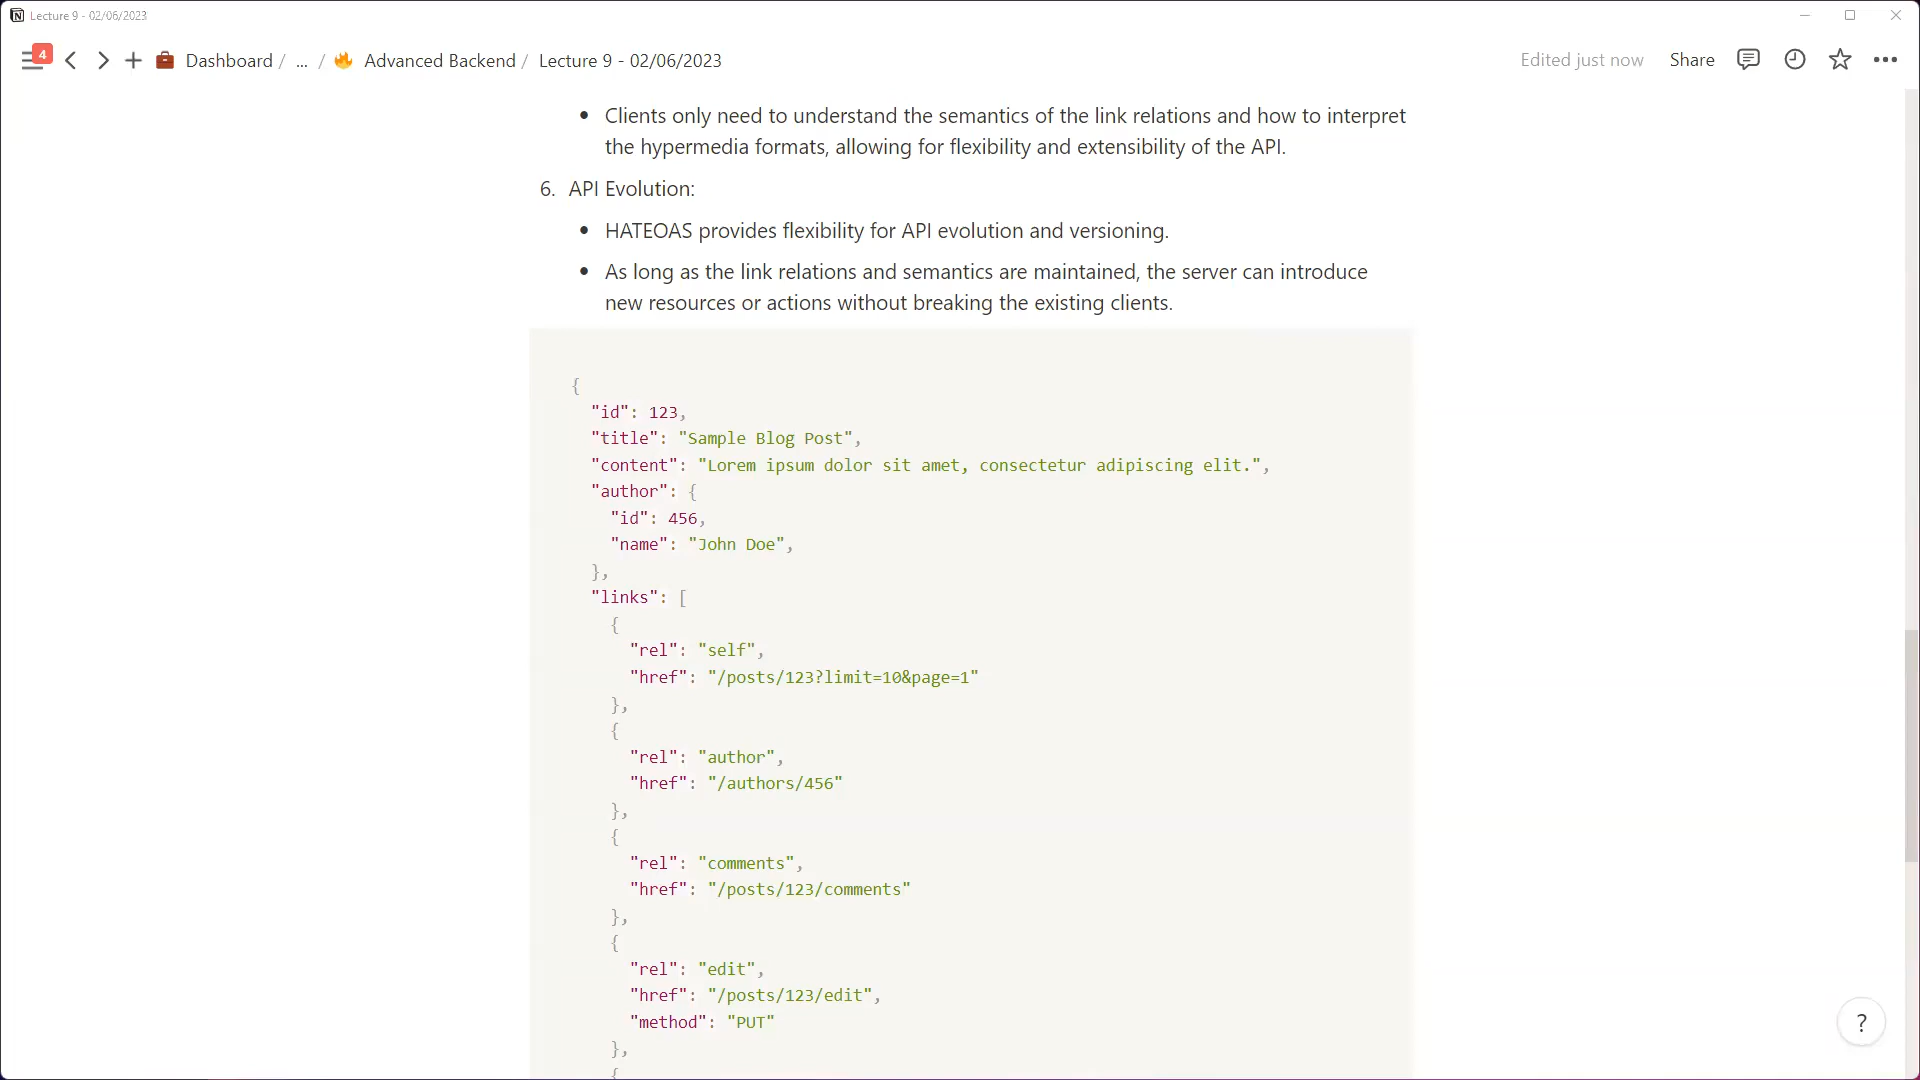 Lecture 9 - 02/06/2023
4
Dashboard / ... / Advanced Backend / Lecture 9 - 02/06/2023
Edited just now
Share
• Clients only need to understand the semantics of the link relations and how to interpret
the hypermedia formats, allowing for flexibility and extensibility of the API.
6. API Evolution:
• HATEOAS provides flexibility for API evolution and versioning.
• As long as the link relations and semantics are maintained, the server can introduce
new resources or actions without breaking the existing clients.
{
  "id": 123,
  "title": "Sample Blog Post",
  "content": "Lorem ipsum dolor sit amet, consectetur adipiscing elit.",
  "author": {
    "id": 456,
    "name": "John Doe",
  },
  "links": [
    {
      "rel": "self",
      "href": "/posts/123?limit=10&page=1"
    },
    {
      "rel": "author",
      "href": "/authors/456"
    },
    {
      "rel": "comments",
      "href": "/posts/123/comments"
    },
    {
      "rel": "edit",
      "href": "/posts/123/edit",
      "method": "PUT"
    },
    {
?